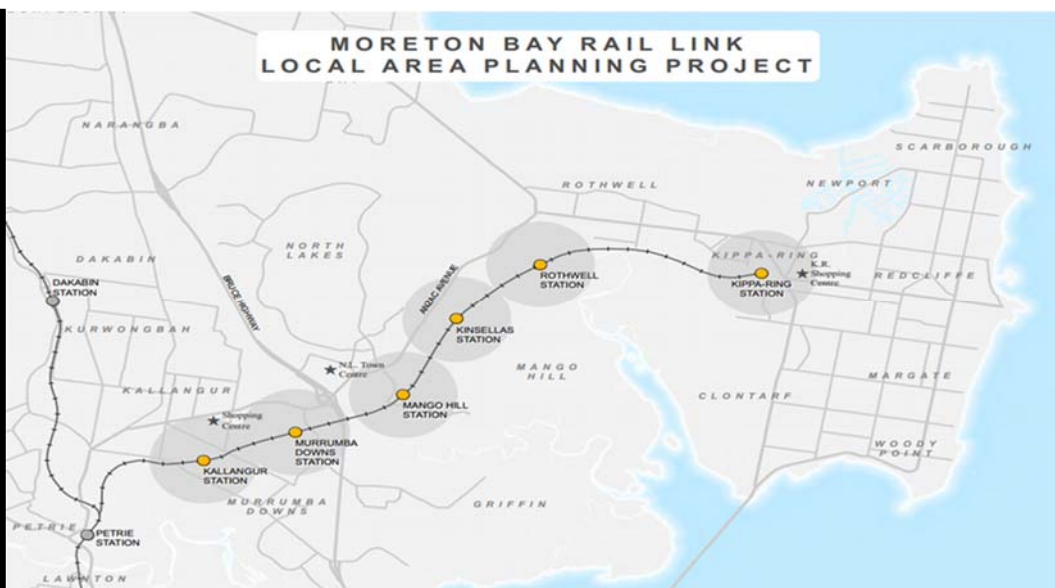 MORETON BAY RAIL LINK
LOCAL AREA PLANNING PROJECT
NARANGBA
SCARBOROUGH
ROTHWELL
NEWPORT
NORTH
LAKES
DAKABIN
KIPPA-RING
K.R.
Shopping
Centre
REDCLIFFE
ROTHWELL
STATION
KIPPA-RING
STATION
DAKABIN
STATION
BRUCE HIGHWAY
ANZAC AVENUE
KURWONGBAH
KINSELLAS
STATION
N.L. Town
Centre
MANGO
HILL
MARGATE
KALLANGUR
CLONTARF
MANGO HILL
STATION
Shopping
Centre
MURRUMBA
DOWNS
STATION
WOODY
POINT
KALLANGUR
STATION
MURRUMBA
DOWNS
GRIFFIN
PETRIE
PETRIE
STATION
LAWNTON